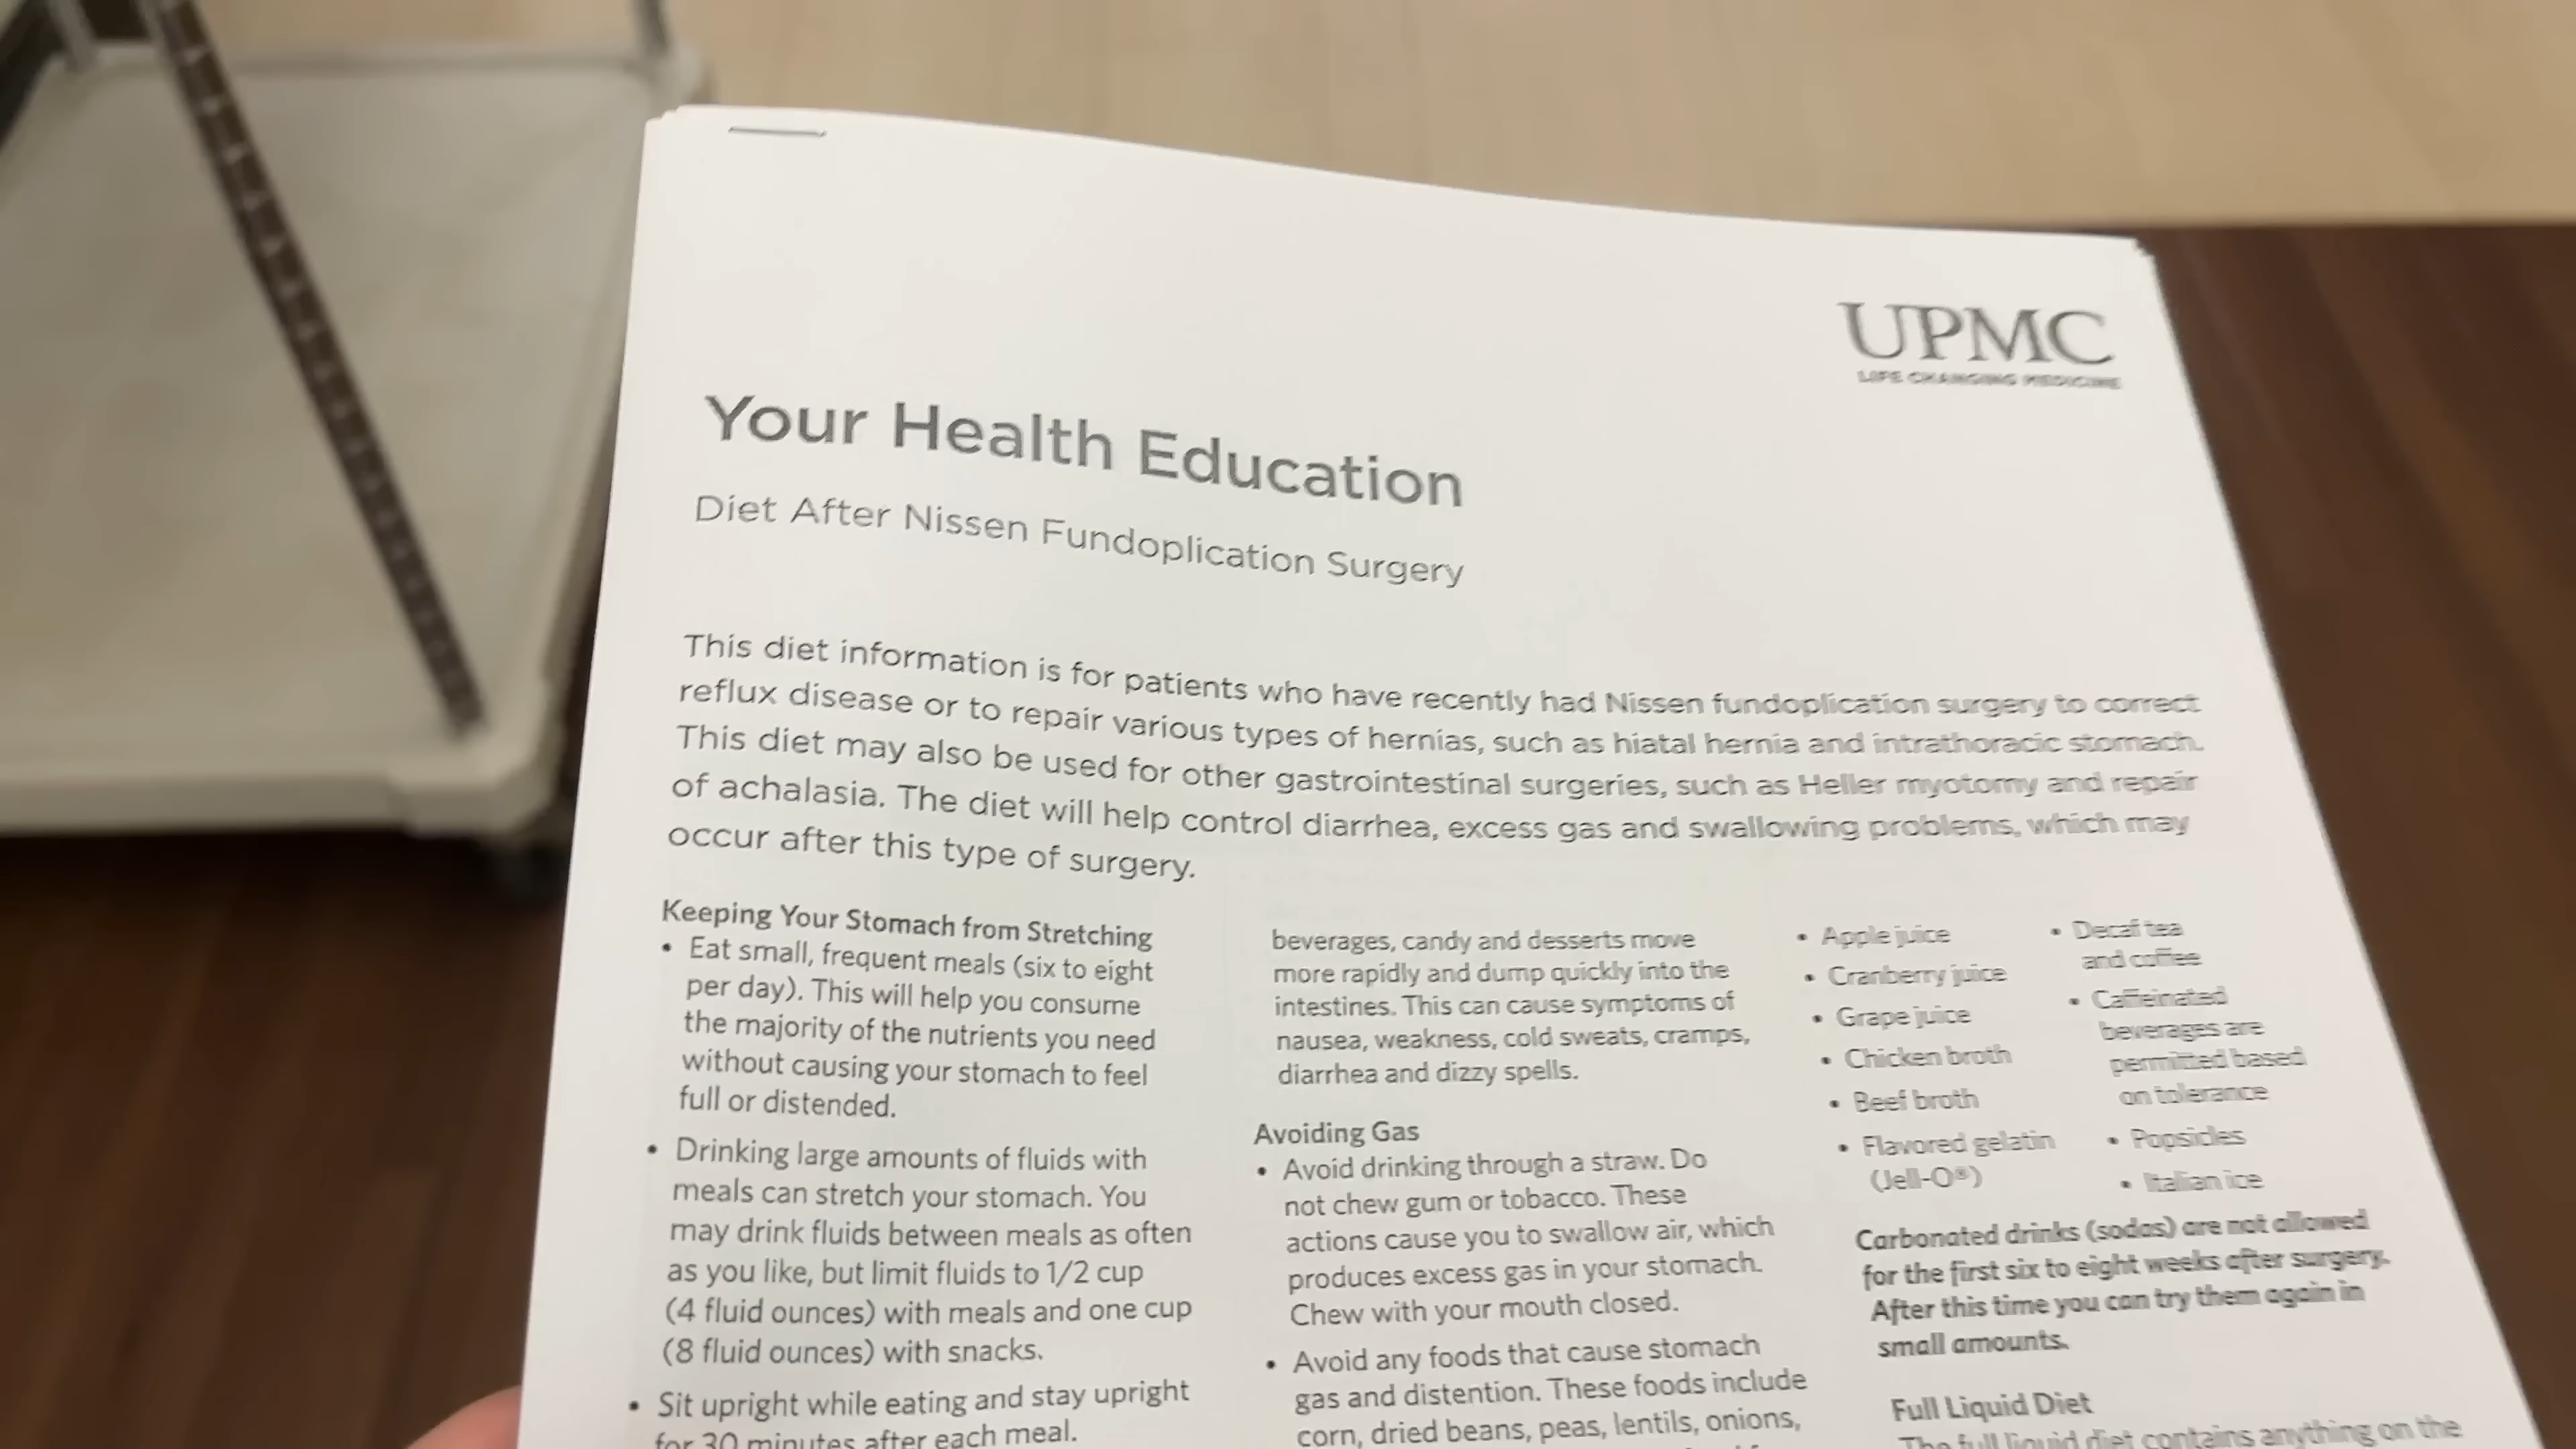 UPMC
LIFE CHANGING MEDICINE
Your Health Education
Diet After Nissen Fundoplication Surgery
This diet information is for patients who have recently had Nissen fundoplication surgery to correct
reflux disease or to repair various types of hernias, such as hiatal hernia and intrathoracic stomach.
This diet may also be used for other gastrointestinal surgeries, such as Heller myotomy and repair
of achalasia. The diet will help control diarrhea, excess gas and swallowing problems, which may
occur after this type of surgery.
Keeping Your Stomach from Stretching
• Eat small, frequent meals (six to eight
per day). This will help you consume
the majority of the nutrients you need
without causing your stomach to feel
full or distended.
• Drinking large amounts of fluids with
meals can stretch your stomach. You
may drink fluids between meals as often
as you like, but limit fluids to 1/2 cup
(4 fluid ounces) with meals and one cup
(8 fluid ounces) with snacks.
• Sit upright while eating and stay upright
for 30 minutes after each meal.
beverages, candy and desserts move
more rapidly and dump quickly into the
intestines. This can cause symptoms of
nausea, weakness, cold sweats, cramps,
diarrhea and dizzy spells.
Avoiding Gas
• Avoid drinking through a straw. Do
not chew gum or tobacco. These
actions cause you to swallow air, which
produces excess gas in your stomach.
Chew with your mouth closed.
• Avoid any foods that cause stomach
gas and distention. These foods include
corn, dried beans, peas, lentils, onions,
• Apple juice
• Cranberry juice
• Grape juice
• Chicken broth
• Beef broth
• Flavored gelatin
(Jell-O®)
• Decaf tea
and coffee
• Caffeinated
beverages are
permitted based
on tolerance
• Popsicles
• Italian ice
Carbonated drinks (sodas) are not allowed
for the first six to eight weeks after surgery.
After this time you can try them again in
small amounts.
Full Liquid Diet
The full liquid diet contains anything on the